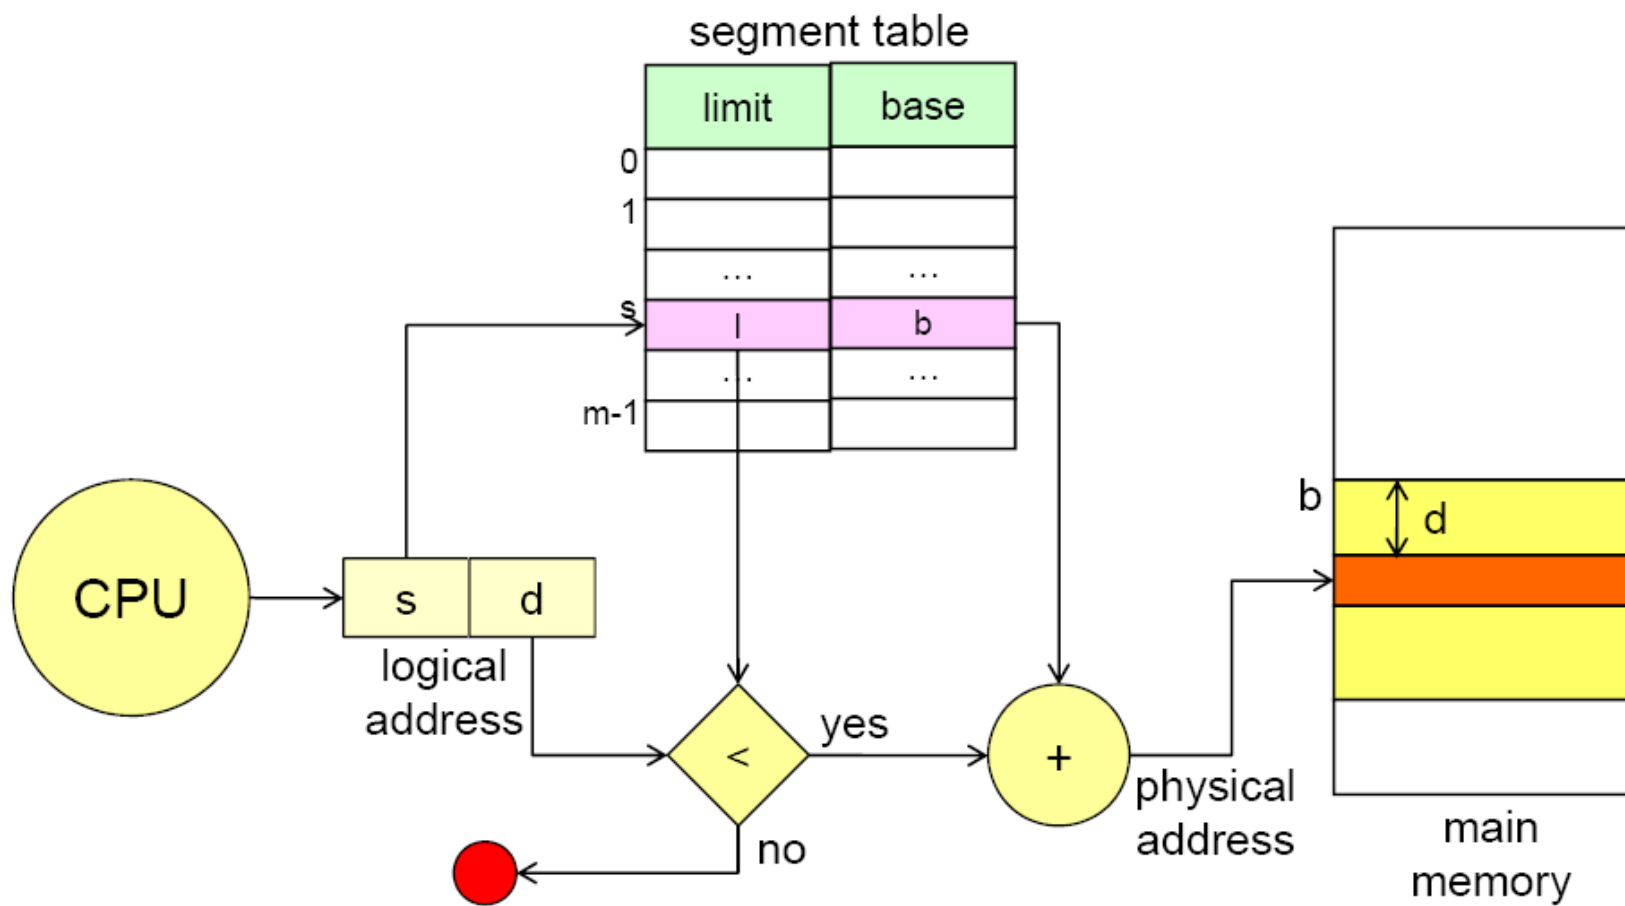 segment table
limit base
0
1
... ...
s l b
... ...
m-1
CPU
s d
logical
address
<
yes
no
+
physical
address
b
d
main
memory